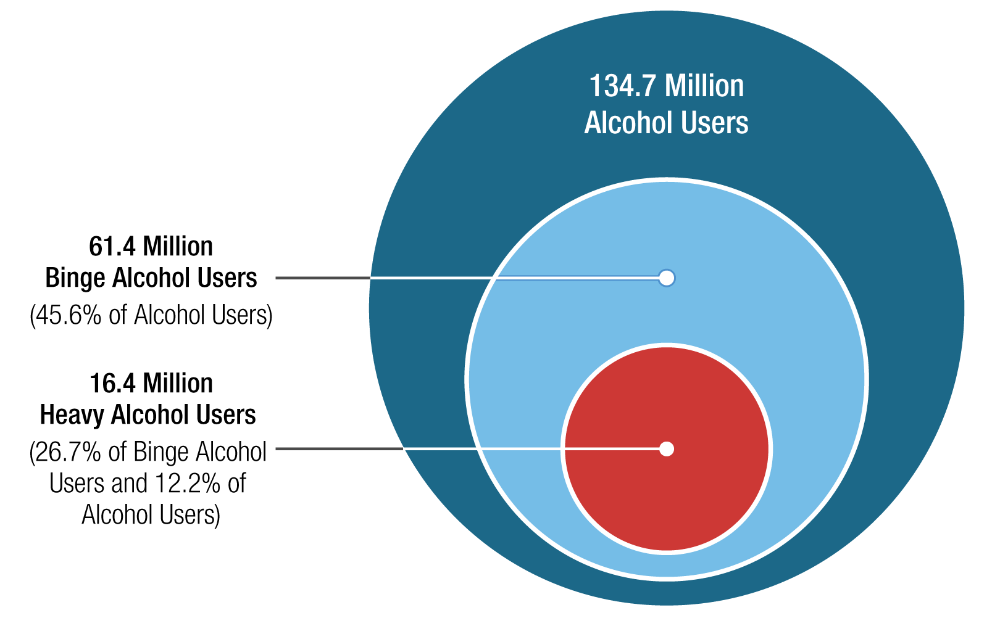 134.7 Million
Alcohol Users
61.4 Million
Binge Alcohol Users
(45.6% of Alcohol Users)
16.4 Million
Heavy Alcohol Users
(26.7% of Binge Alcohol
Users and 12.2% of
Alcohol Users)